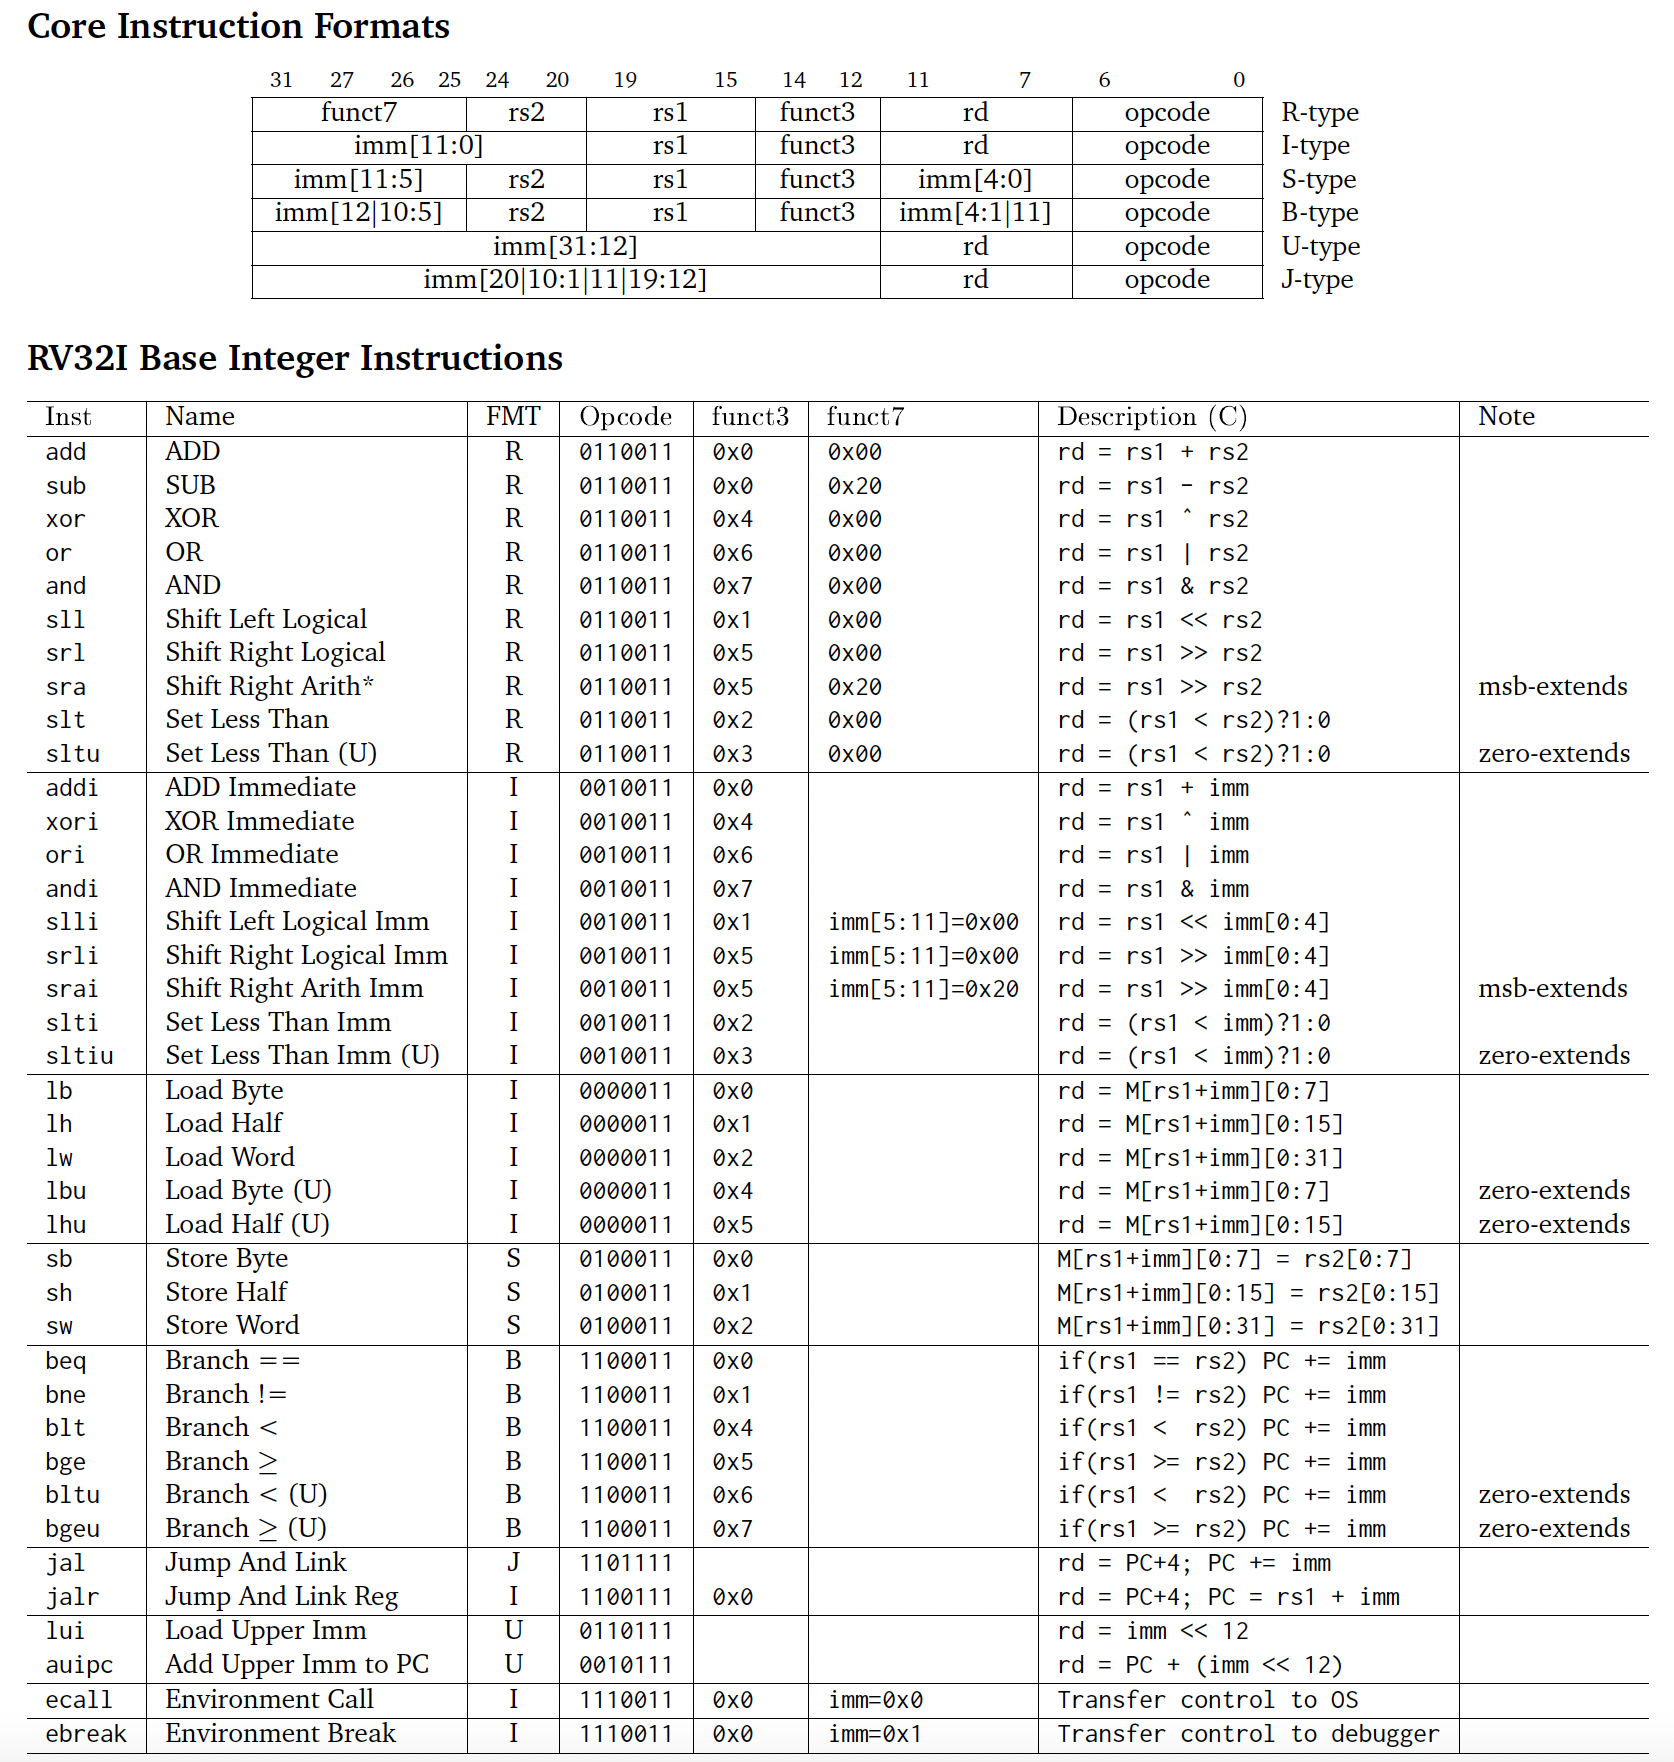 Core Instruction Formats
31 27 26 25 24 20 19 15 14 12 11 7 6 0
funct7 rs2 rs1 funct3 rd opcode R-type
imm[11:0] rs1 funct3 rd opcode I-type
imm[11:5] rs2 rs1 funct3 imm[4:0] opcode S-type
imm[12|10:5] rs2 rs1 funct3 imm[4:1|11] opcode B-type
imm[31:12] rd opcode U-type
imm[20|10:1|11|19:12] rd opcode J-type
RV32I Base Integer Instructions
Inst Name FMT Opcode funct3 funct7 Description (C) Note
add ADD R 0110011 0x0 0x00 rd = rs1 + rs2
sub SUB R 0110011 0x0 0x20 rd = rs1 - rs2
xor XOR R 0110011 0x4 0x00 rd = rs1 ^ rs2
or OR R 0110011 0x6 0x00 rd = rs1 | rs2
and AND R 0110011 0x7 0x00 rd = rs1 & rs2
sll Shift Left Logical R 0110011 0x1 0x00 rd = rs1 << rs2
srl Shift Right Logical R 0110011 0x5 0x00 rd = rs1 >> rs2
sra Shift Right Arith* R 0110011 0x5 0x20 rd = rs1 >> rs2 msb-extends
slt Set Less Than R 0110011 0x2 0x00 rd = (rs1 < rs2)?1:0
sltu Set Less Than (U) R 0110011 0x3 0x00 rd = (rs1 < rs2)?1:0 zero-extends
addi ADD Immediate I 0010011 0x0 rd = rs1 + imm
xori XOR Immediate I 0010011 0x4 rd = rs1 ^ imm
ori OR Immediate I 0010011 0x6 rd = rs1 | imm
andi AND Immediate I 0010011 0x7 rd = rs1 & imm
slli Shift Left Logical Imm I 0010011 0x1 imm[5:11]=0x00 rd = rs1 << imm[0:4]
srli Shift Right Logical Imm I 0010011 0x5 imm[5:11]=0x00 rd = rs1 >> imm[0:4]
srai Shift Right Arith Imm I 0010011 0x5 imm[5:11]=0x20 rd = rs1 >> imm[0:4] msb-extends
slti Set Less Than Imm I 0010011 0x2 rd = (rs1 < imm)?1:0
sltiu Set Less Than Imm (U) I 0010011 0x3 rd = (rs1 < imm)?1:0 zero-extends
lb Load Byte I 0000011 0x0 rd = M[rs1+imm][0:7]
lh Load Half I 0000011 0x1 rd = M[rs1+imm][0:15]
lw Load Word I 0000011 0x2 rd = M[rs1+imm][0:31]
lbu Load Byte (U) I 0000011 0x4 rd = M[rs1+imm][0:7] zero-extends
lhu Load Half (U) I 0000011 0x5 rd = M[rs1+imm][0:15] zero-extends
sb Store Byte S 0100011 0x0 M[rs1+imm][0:7] = rs2[0:7]
sh Store Half S 0100011 0x1 M[rs1+imm][0:15] = rs2[0:15]
sw Store Word S 0100011 0x2 M[rs1+imm][0:31] = rs2[0:31]
beq Branch == B 1100011 0x0 if(rs1 == rs2) PC += imm
bne Branch != B 1100011 0x1 if(rs1 != rs2) PC += imm
blt Branch < B 1100011 0x4 if(rs1 < rs2) PC += imm
bge Branch ≥ B 1100011 0x5 if(rs1 >= rs2) PC += imm
bltu Branch < (U) B 1100011 0x6 if(rs1 < rs2) PC += imm zero-extends
bgeu Branch ≥ (U) B 1100011 0x7 if(rs1 >= rs2) PC += imm zero-extends
jal Jump And Link J 1101111 rd = PC+4; PC += imm
jalr Jump And Link Reg I 1100111 0x0 rd = PC+4; PC = rs1 + imm
lui Load Upper Imm U 0110111 rd = imm << 12
auipc Add Upper Imm to PC U 0010111 rd = PC + (imm << 12)
ecall Environment Call I 1110011 0x0 imm=0x0 Transfer control to OS
ebreak Environment Break I 1110011 0x0 imm=0x1 Transfer control to debugger